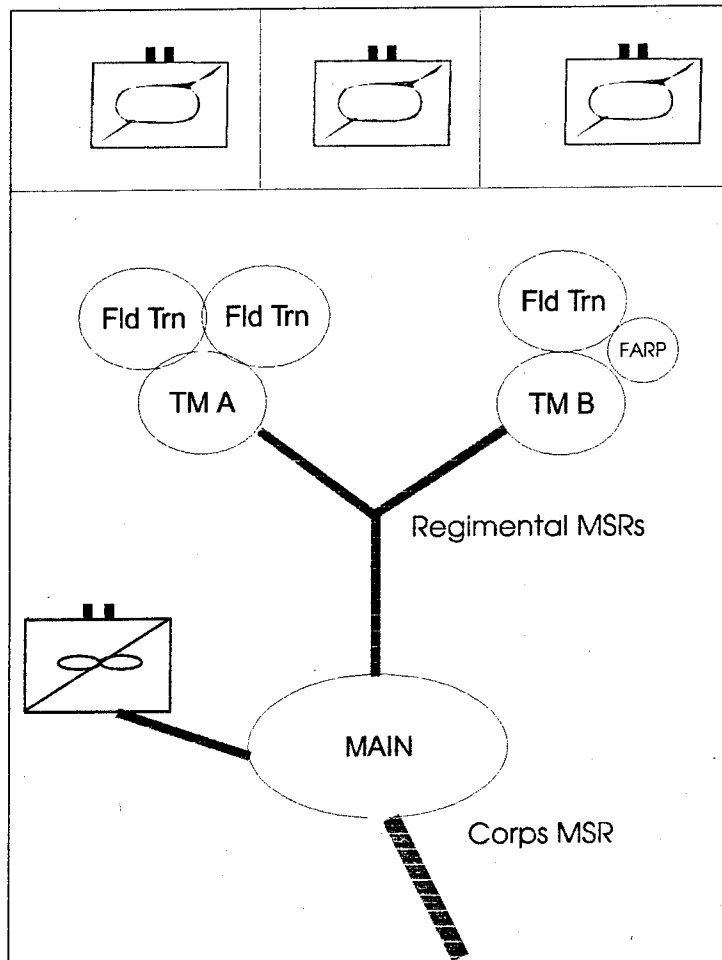 Fld Trn
Fld Trn
Fld Trn
FARP
TM A
TM B
Regimental MSRs
MAIN
Corps MSR